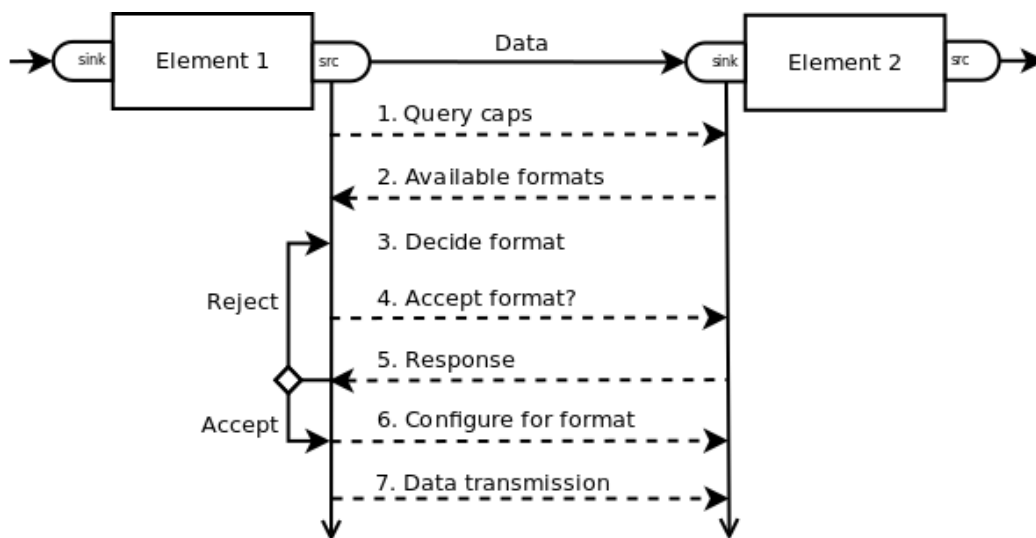 Data
sink Element 1 src
sink Element 2 src
1. Query caps
2. Available formats
3. Decide format
Reject
4. Accept format?
5. Response
Accept
6. Configure for format
7. Data transmission